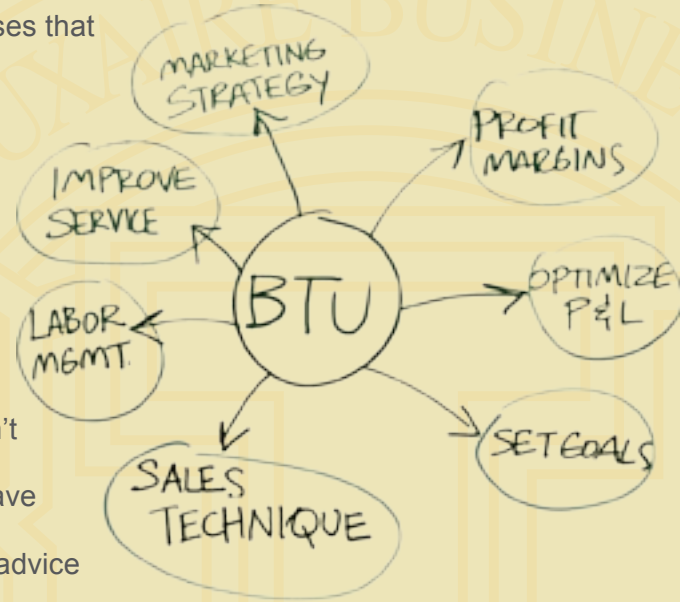 ses that
MARKETING
STRATEGY
PROFIT
MARGINS
IMPROVE
SERVICE
BTU
OPTIMIZE
P&L
LABOR
MGMT.
't
SET GOALS
ave
SALES
TECHNIQUE
advice